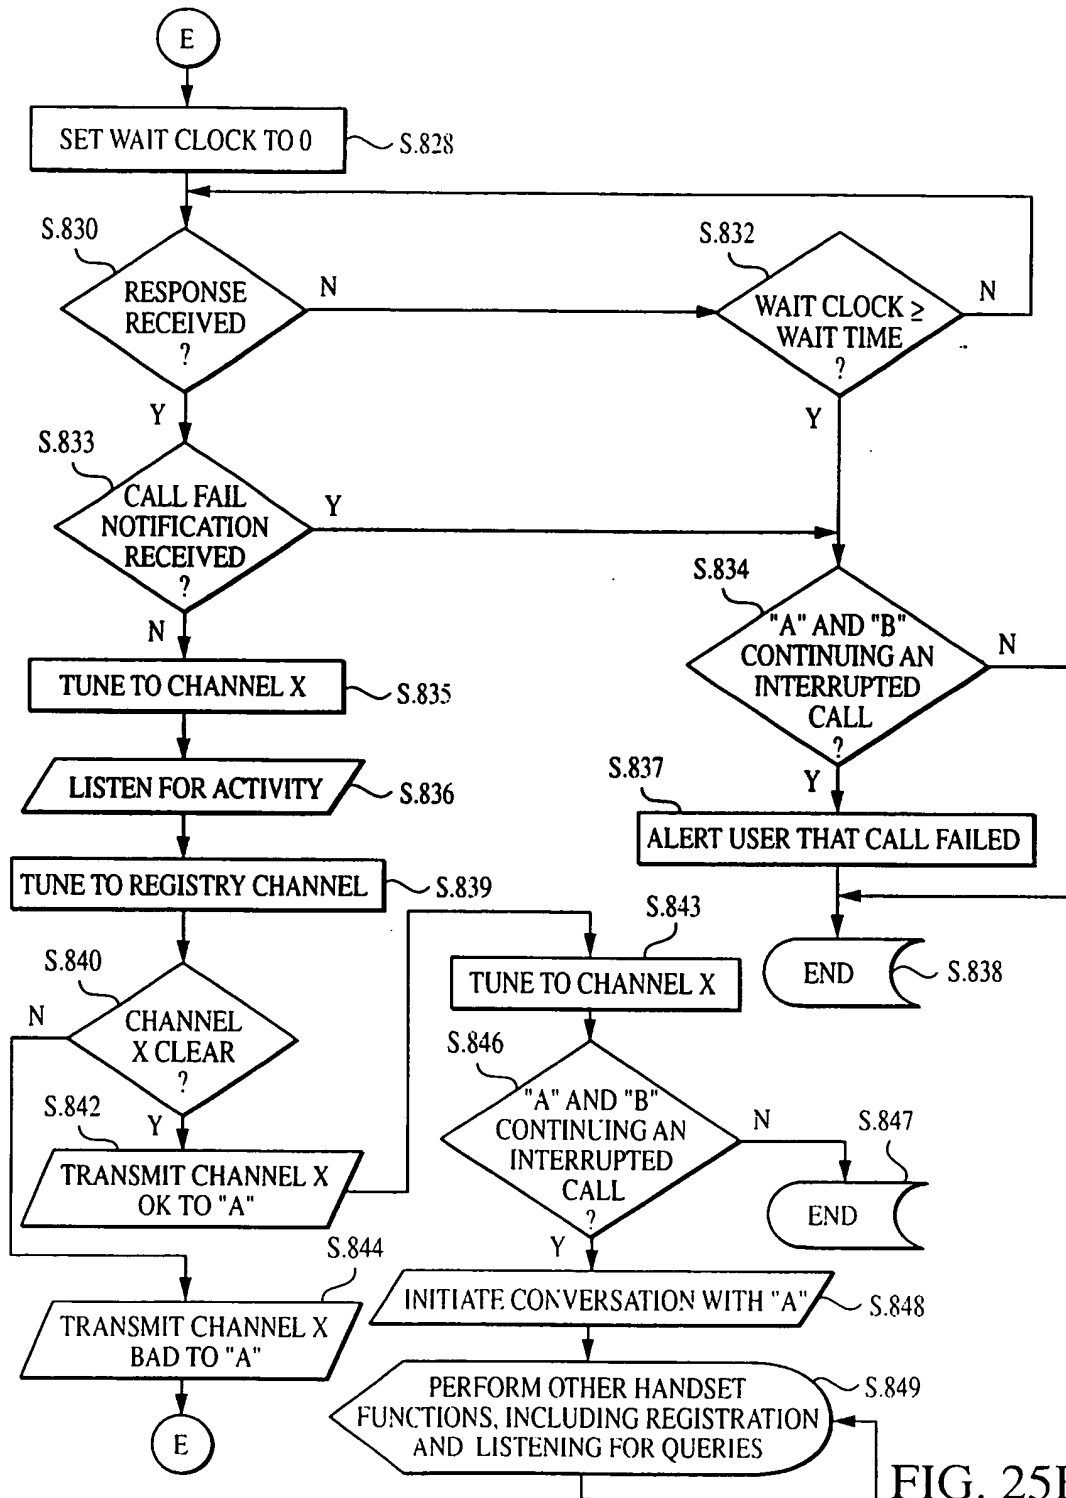 E
SET WAIT CLOCK TO 0
S.828
S.830
RESPONSE
RECEIVED
?
N
Y
S.832
WAIT CLOCK ≥
WAIT TIME
?
N
Y
S.833
CALL FAIL
NOTIFICATION
RECEIVED
?
Y
N
S.834
"A" AND "B"
CONTINUING AN
INTERRUPTED
CALL
?
N
Y
TUNE TO CHANNEL X
S.835
LISTEN FOR ACTIVITY
S.836
S.837
ALERT USER THAT CALL FAILED
END
S.838
TUNE TO REGISTRY CHANNEL
S.839
S.840
CHANNEL
X CLEAR
?
N
Y
S.842
TRANSMIT CHANNEL X
OK TO "A"
S.843
TUNE TO CHANNEL X
S.846
"A" AND "B"
CONTINUING AN
INTERRUPTED
CALL
?
N
Y
S.847
END
S.844
TRANSMIT CHANNEL X
BAD TO "A"
E
INITIATE CONVERSATION WITH "A"
S.848
PERFORM OTHER HANDSET
FUNCTIONS, INCLUDING REGISTRATION
AND LISTENING FOR QUERIES
S.849